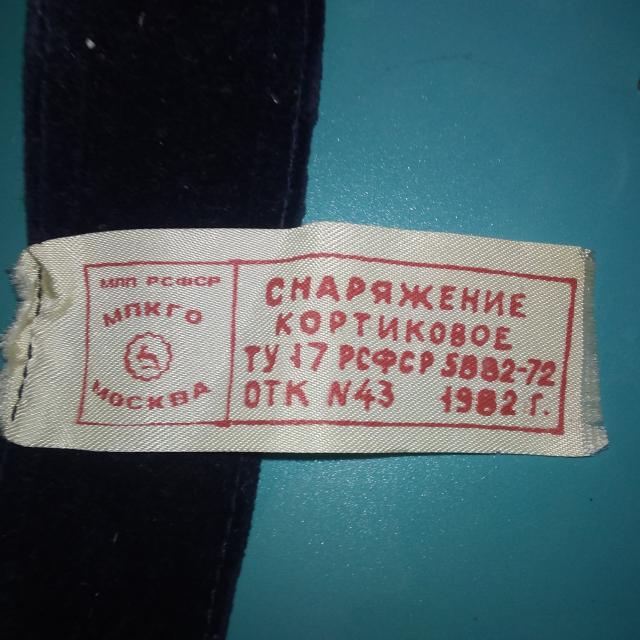 МЛП РСФСР
МПКГО
МОСКВА
СНАРЯЖЕНИЕ
КОРТИКОВОЕ
ТУ 17 РСФСР 5882-72
ОТК N43 1982 г.